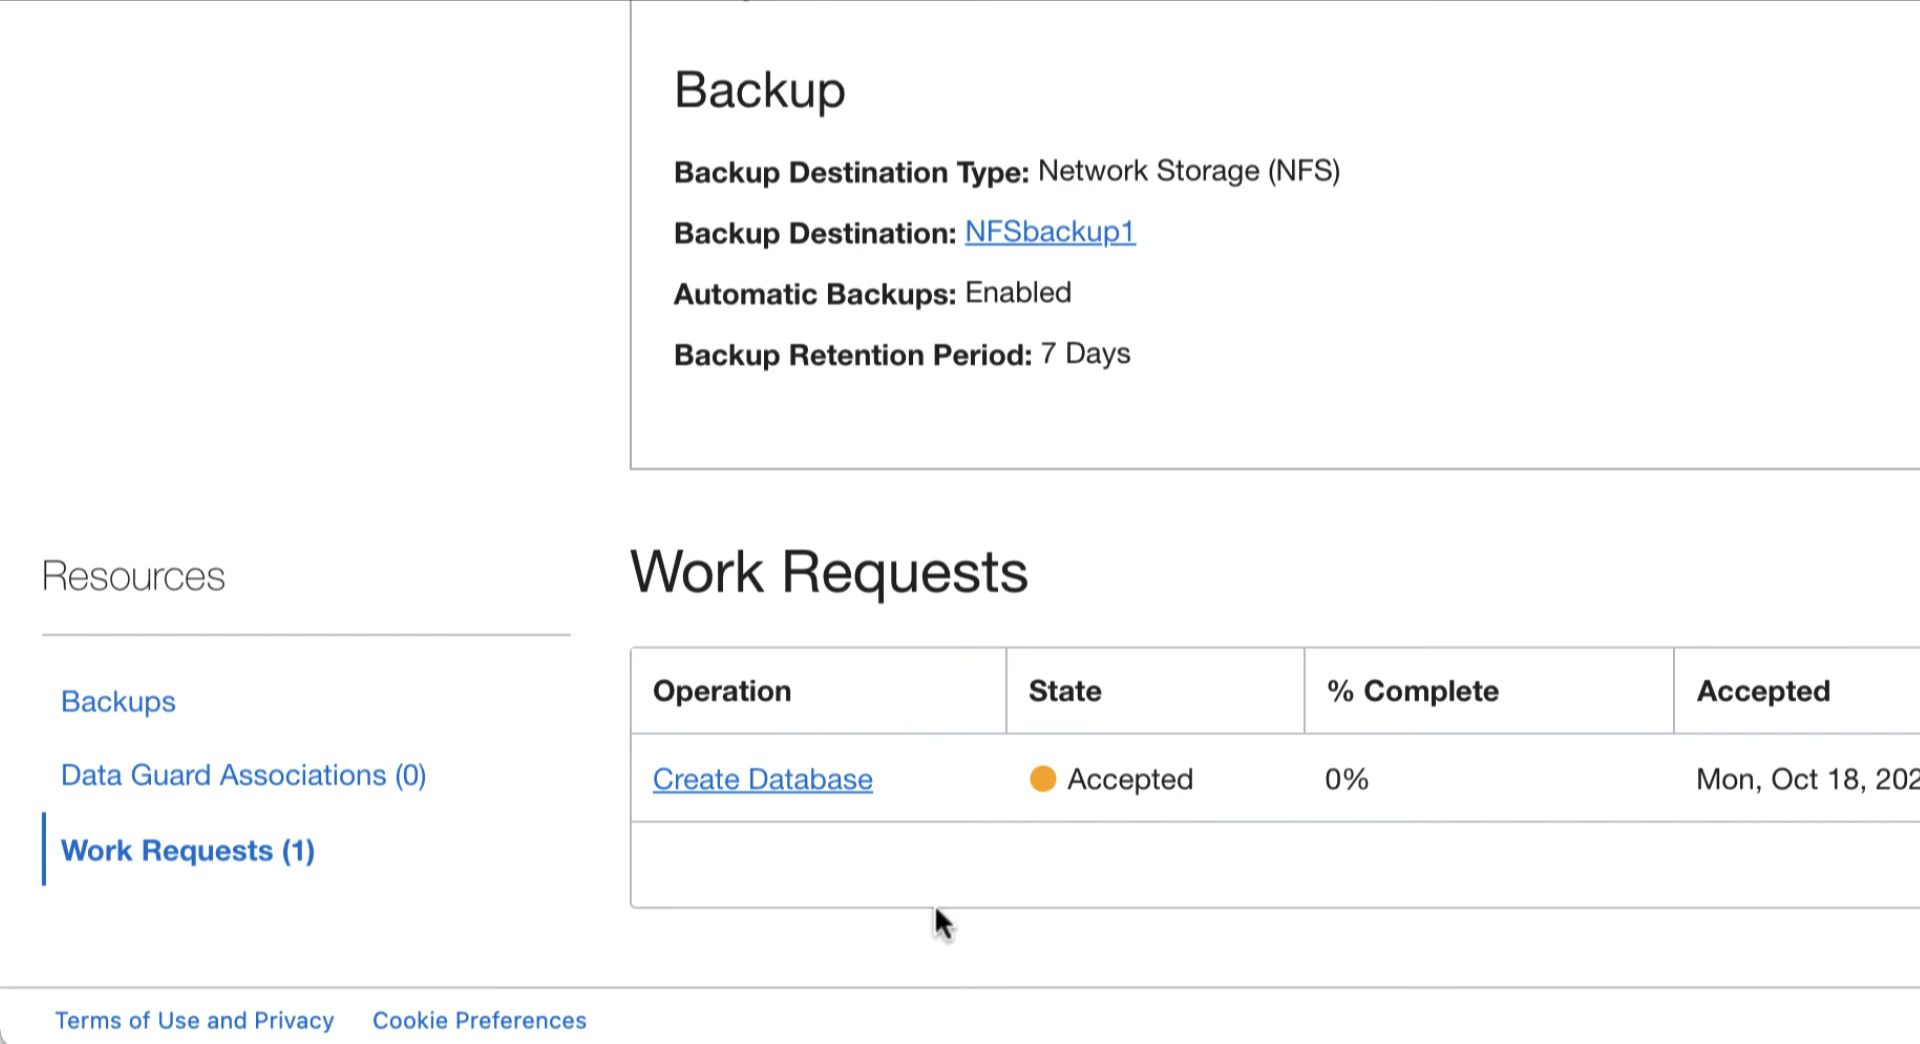 Backup
Backup Destination Type: Network Storage (NFS)
Backup Destination: NFSbackup1
Automatic Backups: Enabled
Backup Retention Period: 7 Days
Resources
Backups
Data Guard Associations (0)
Work Requests (1)
Work Requests
Operation State % Complete Accepted
Create Database Accepted 0% Mon, Oct 18, 202
Terms of Use and Privacy Cookie Preferences